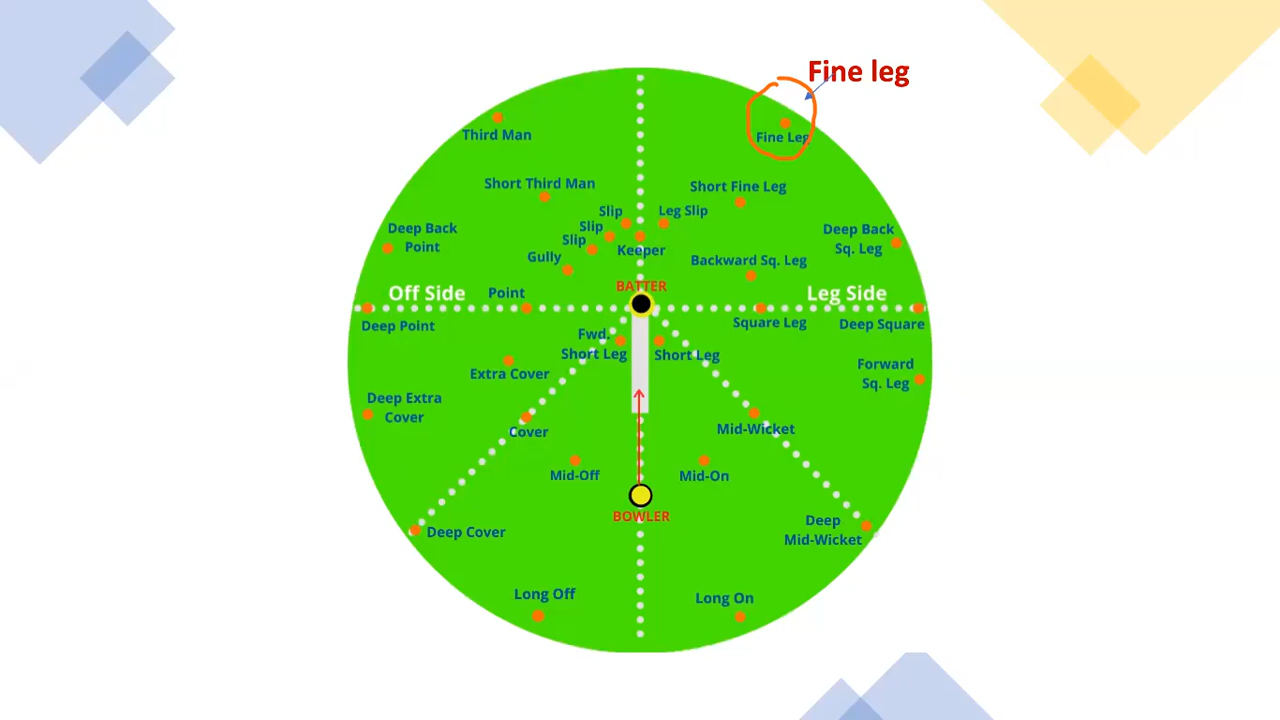 Fine leg
Third Man
Fine Leg
Short Third Man
Short Fine Leg
Slip
Leg Slip
Slip
Slip
Keeper
Gully
Deep Back
Point
Deep Back
Sq. Leg
Backward Sq. Leg
BATTER
Off Side
Point
Leg Side
Deep Point
Square Leg
Deep Square
Fwd.
Short Leg
Short Leg
Extra Cover
Forward
Sq. Leg
Deep Extra
Cover
Cover
Mid-Wicket
Mid-Off
Mid-On
BOWLER
Deep Cover
Deep
Mid-Wicket
Long Off
Long On